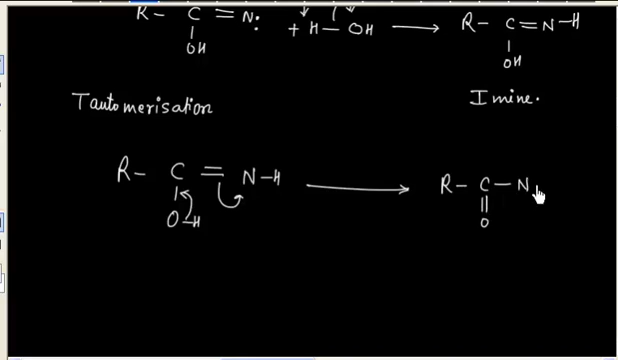 R - C = N: + H - OH → R - C = N - H
OH OH
Tautomerisation Imine.
R - C = N - H → R - C - N
O - H O